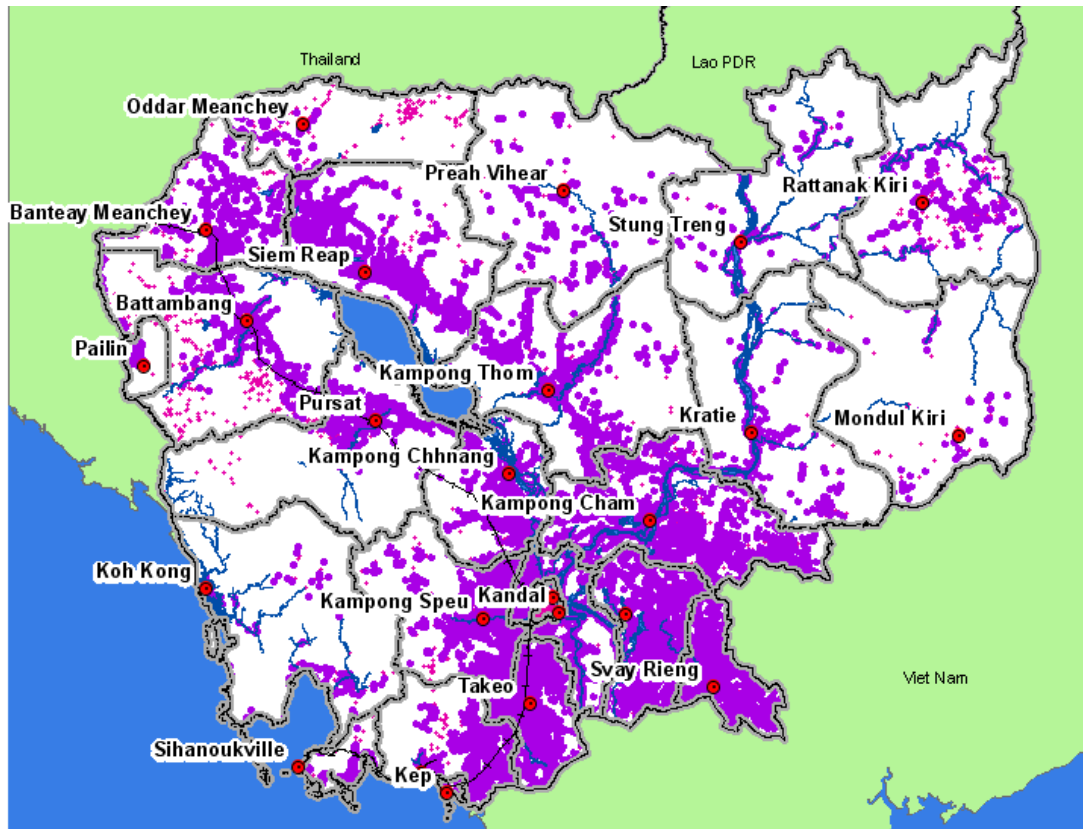 Thailand
Lao PDR
Oddar Meanchey
Preah Vihear
Rattanak Kiri
Banteay Meanchey
Stung Treng
Siem Reap
Battambang
Pailin
Kampong Thom
Pursat
Kratie
Mondul Kiri
Kampong Chhnang
Kampong Cham
Koh Kong
Kandal
Kampong Speu
Svay Rieng
Viet Nam
Takeo
Sihanoukville
Kep